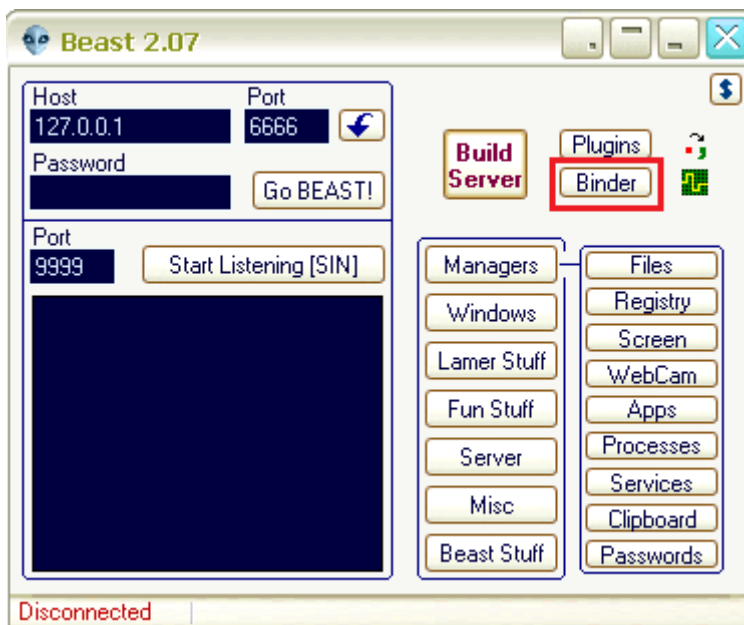 Beast 2.07
Host Port
127.0.0.1 6666
Password
Go BEAST!
Port
9999 Start Listening [SIN]
Build
Server
Plugins
Binder
Managers
Windows
Lamer Stuff
Fun Stuff
Server
Misc
Beast Stuff
Files
Registry
Screen
WebCam
Apps
Processes
Services
Clipboard
Passwords
Disconnected